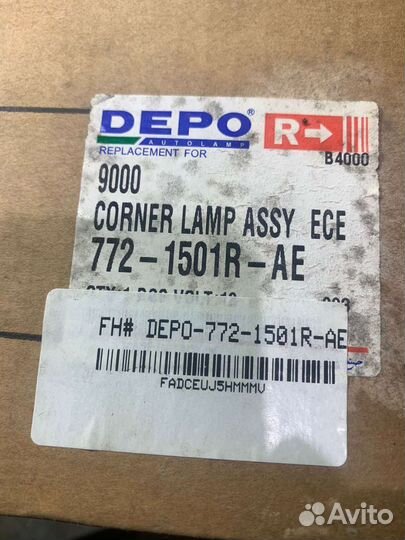 DEPO®
AUTOLAMP
REPLACEMENT FOR
R→
B4000
9000
CORNER LAMP ASSY ECE
772-1501R-AE
FH# DEPO-772-1501R-AE
FADCEUJ5HMMMV
Avito